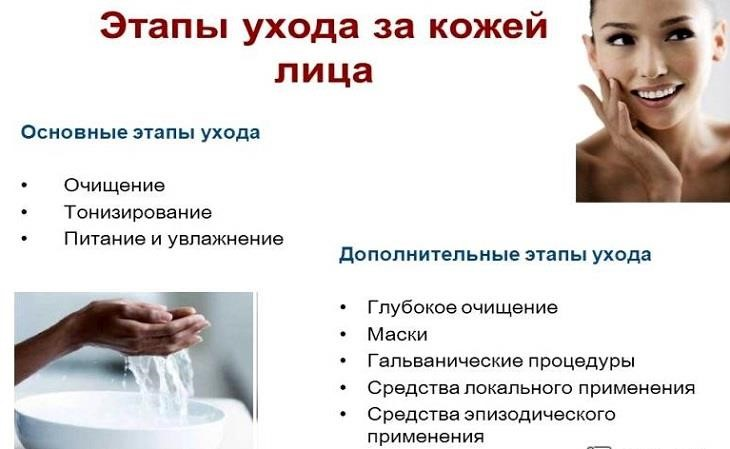 Этапы ухода за кожей
лица
Основные этапы ухода
• Очищение
• Тонизирование
• Питание и увлажнение
Дополнительные этапы ухода
• Глубокое очищение
• Маски
• Гальванические процедуры
• Средства локального применения
• Средства эпизодического
применения